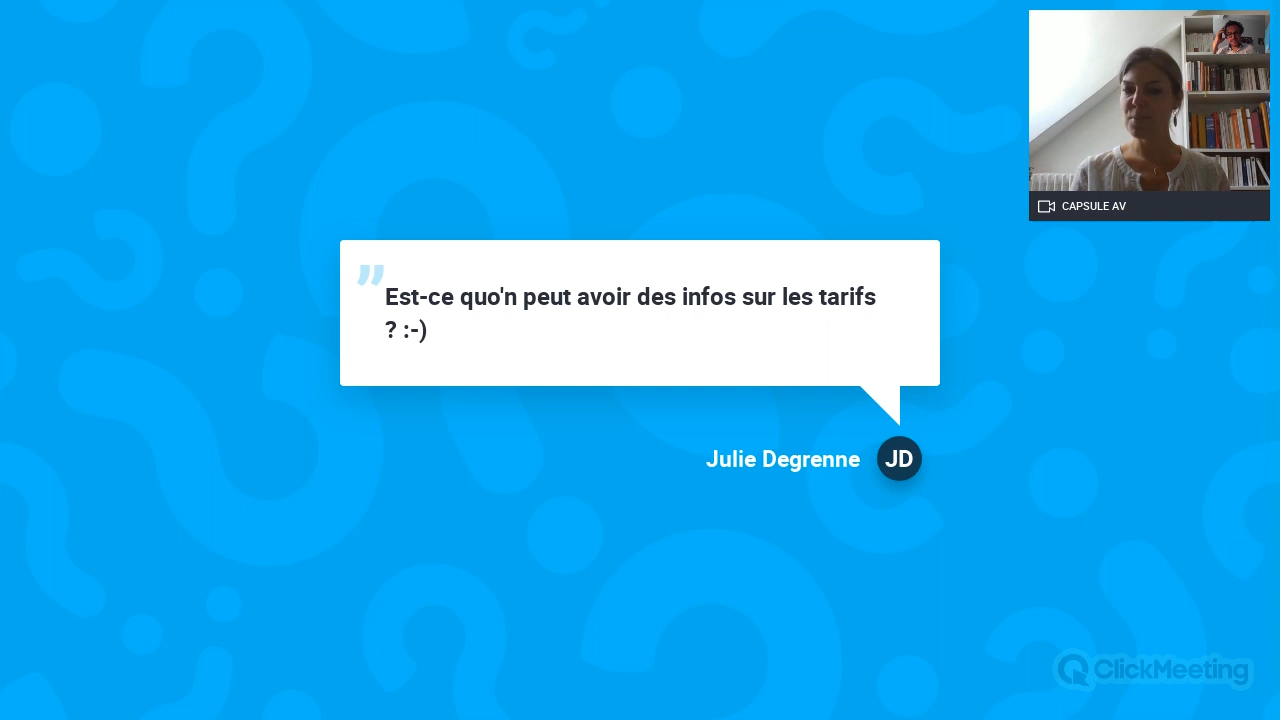 CAPSULE AV
Est-ce quo'n peut avoir des infos sur les tarifs
? :-)
Julie Degrenne JD
ClickMeeting